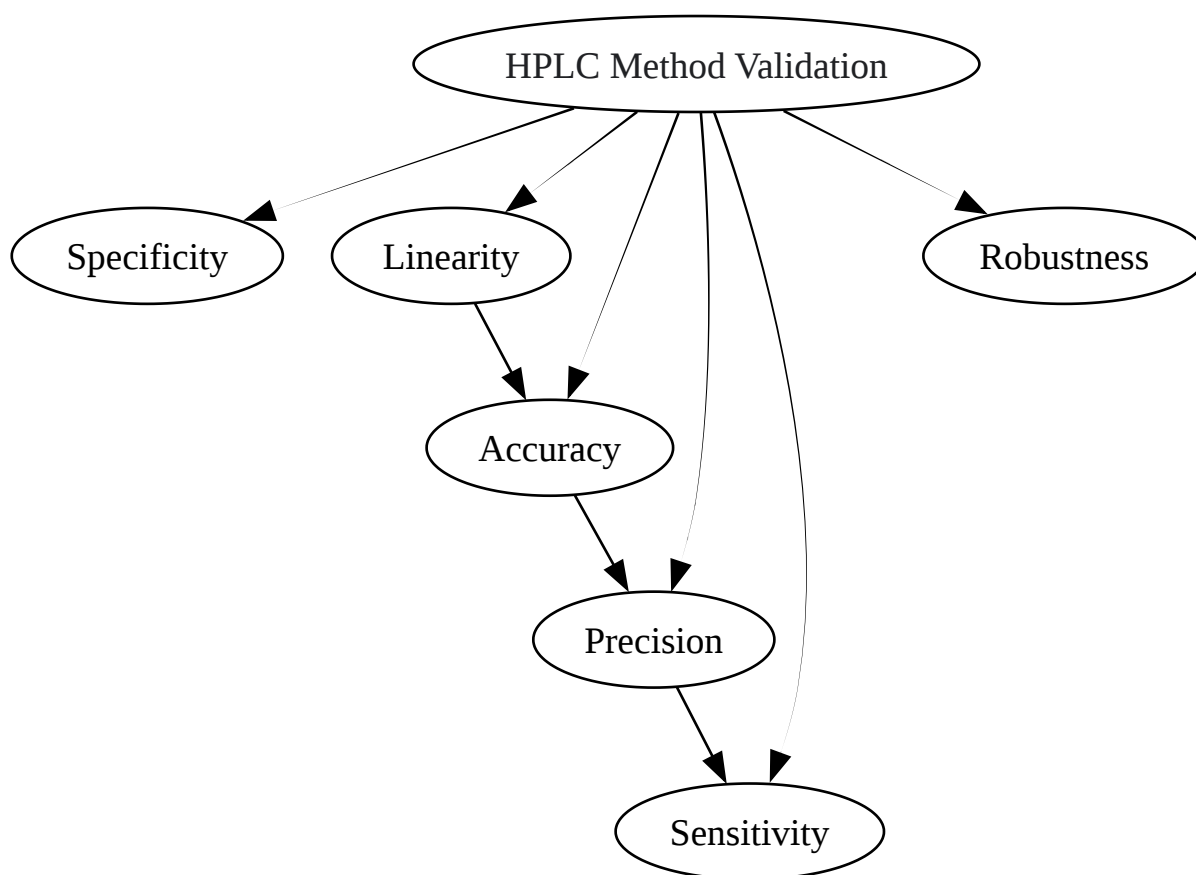 HPLC Method Validation
Specificity
Linearity
Robustness
Accuracy
Precision
Sensitivity